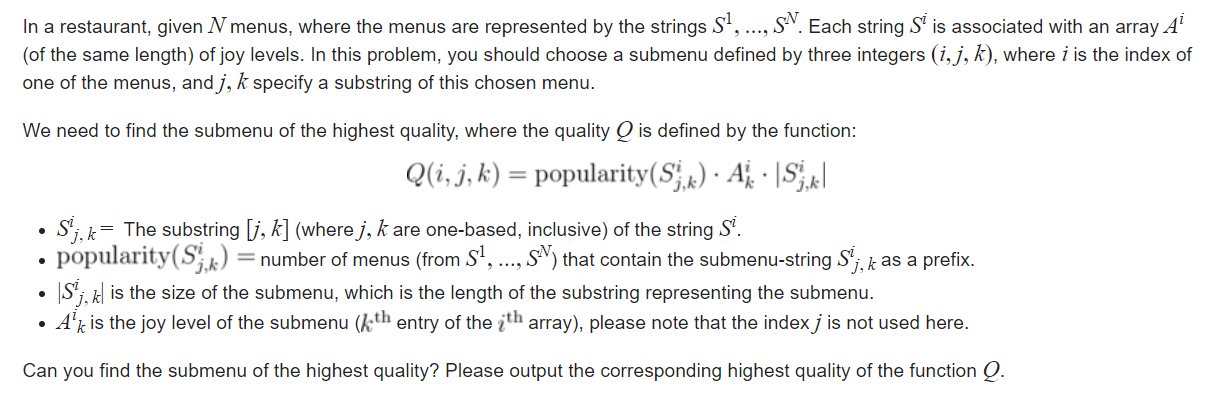 In a restaurant, given N menus, where the menus are represented by the strings S¹, ..., Sᴺ. Each string Sⁱ is associated with an array Aⁱ
(of the same length) of joy levels. In this problem, you should choose a submenu defined by three integers (i, j, k), where i is the index of
one of the menus, and j, k specify a substring of this chosen menu.
We need to find the submenu of the highest quality, where the quality Q is defined by the function:
Q(i, j, k) = popularity(S^i_{j,k}) · A^i_k · |S^i_{j,k}|
• S^i_{j, k} = The substring [j, k] (where j, k are one-based, inclusive) of the string Sⁱ.
• popularity(S^i_{j,k}) = number of menus (from S¹, ..., Sᴺ) that contain the submenu-string S^i_{j, k} as a prefix.
• |S^i_{j, k}| is the size of the submenu, which is the length of the substring representing the submenu.
• A^i_k is the joy level of the submenu (k^th entry of the i^th array), please note that the index j is not used here.
Can you find the submenu of the highest quality? Please output the corresponding highest quality of the function Q.